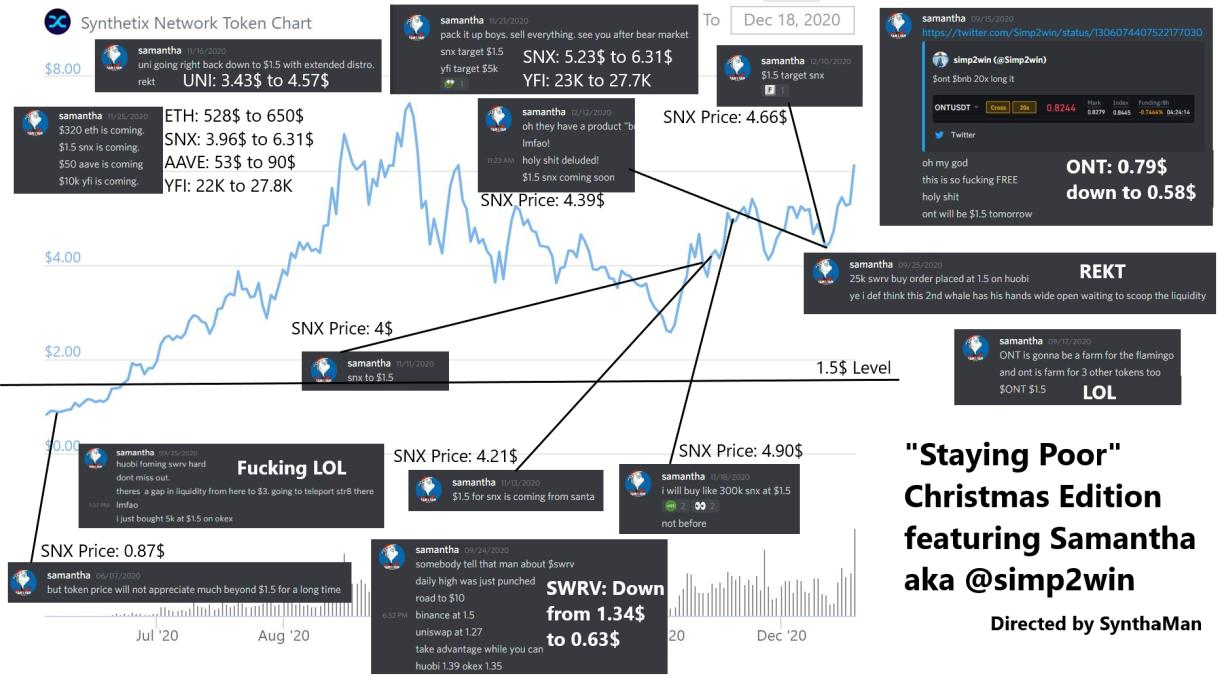 Synthetix Network Token Chart
To Dec 18, 2020
$8.00
$4.00
$2.00
$0.00
samantha 11/16/2020
uni going right back down to $1.5 with extended distro.
rekt
UNI: 3.43$ to 4.57$
samantha 11/21/2020
pack it up boys. sell everything. see you after bear market
snx target $1.5
yfi target $5k
1
SNX: 5.23$ to 6.31$
YFI: 23K to 27.7K
samantha 12/10/2020
$1.5 target snx
F 1
SNX Price: 4.66$
samantha 09/15/2020
https://twitter.com/Simp2win/status/1306074407522177030
simp2win (@Simp2win)
$ont $bnb 20x long it
ONTUSDT Cross 20x 0.8244 Mark 0.8279 Index 0.8445 Funding/8h -0.7466% 04:24:14
Twitter
oh my god
this is so fucking FREE
holy shit
ont will be $1.5 tomorrow
ONT: 0.79$
down to 0.58$
samantha 11/25/2020
$320 eth is coming.
$1.5 snx is coming.
$50 aave is coming
$10k yfi is coming.
ETH: 528$ to 650$
SNX: 3.96$ to 6.31$
AAVE: 53$ to 90$
YFI: 22K to 27.8K
samantha 12/12/2020
oh they have a product "bu
lmfao!
11:23 AM holy shit deluded!
$1.5 snx coming soon
SNX Price: 4.39$
samantha 09/25/2020
25k swrv buy order placed at 1.5 on huobi
ye i def think this 2nd whale has his hands wide open waiting to scoop the liquidity
REKT
SNX Price: 4$
samantha 11/11/2020
snx to $1.5
1.5$ Level
samantha 09/17/2020
ONT is gonna be a farm for the flamingo
and ont is farm for 3 other tokens too
$ONT $1.5
LOL
samantha 09/25/2020
huobi foming swrv hard
dont miss out.
theres a gap in liquidity from here to $3. going to teleport str8 there
lmfao
i just bought 5k at $1.5 on okex
Fucking LOL
SNX Price: 4.21$
samantha 11/13/2020
$1.5 for snx is coming from santa
SNX Price: 4.90$
samantha 11/18/2020
i will buy like 300k snx at $1.5
2 2
not before
"Staying Poor"
Christmas Edition
featuring Samantha
aka @simp2win
Directed by SynthaMan
SNX Price: 0.87$
samantha 06/07/2020
but token price will not appreciate much beyond $1.5 for a long time
samantha 09/24/2020
somebody tell that man about $swrv
daily high was just punched
road to $10
6:52 PM binance at 1.5
uniswap at 1.27
take advantage while you can
huobi 1.39 okex 1.35
SWRV: Down
from 1.34$
to 0.63$
Jul '20
Aug '20
20
Dec '20